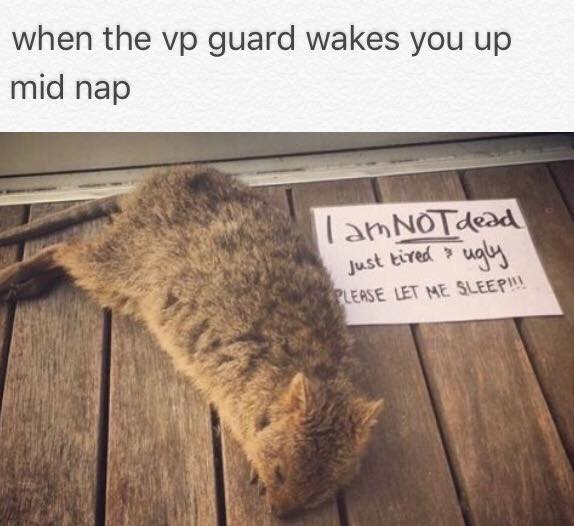 when the vp guard wakes you up
mid nap
I am NOT dead
Just tired & ugly
PLEASE LET ME SLEEP!!!